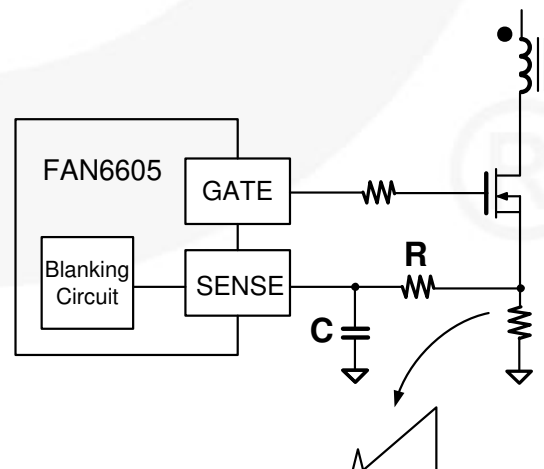 FAN6605
GATE
Blanking
Circuit
SENSE
R
C
®